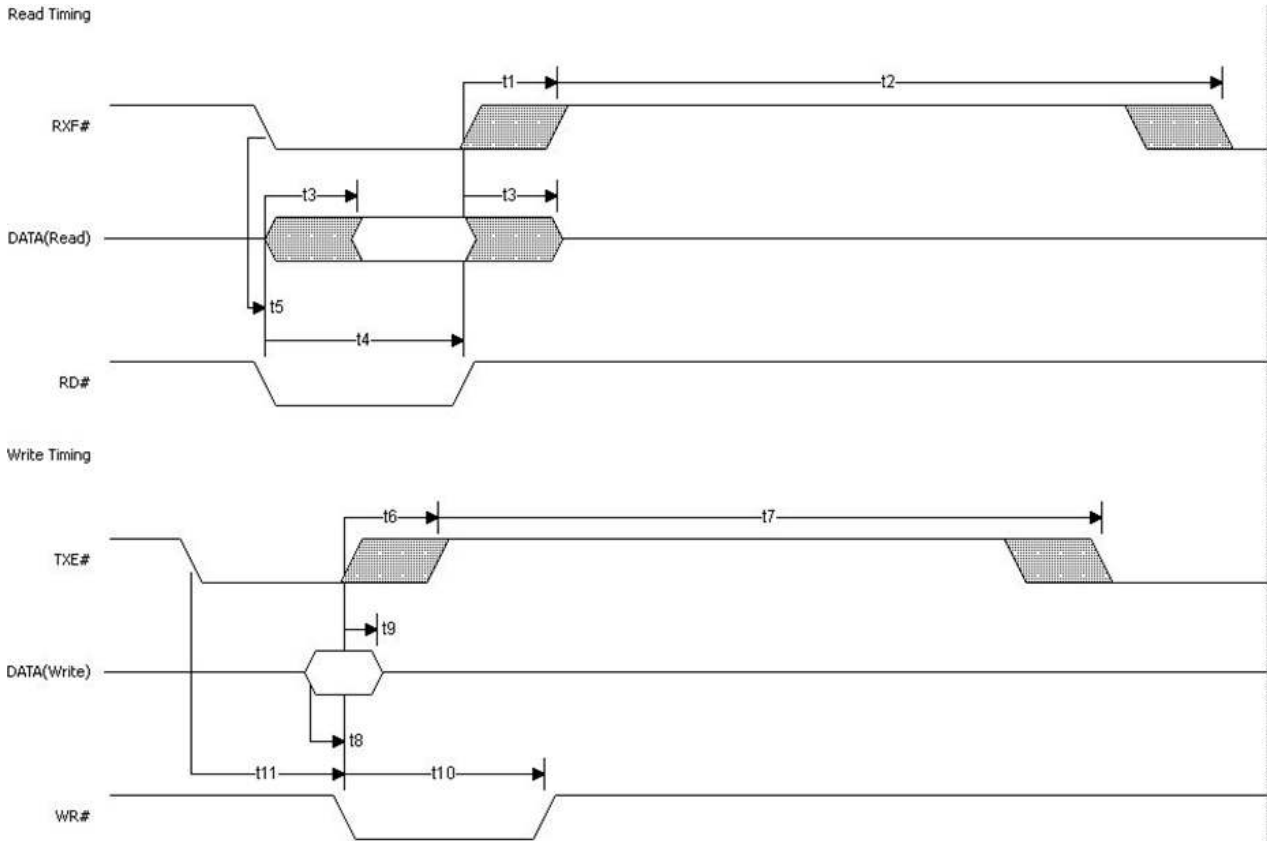 Read Timing
t1
t2
RXF#
t3
t3
DATA(Read)
t5
t4
RD#
Write Timing
t6
t7
TXE#
t9
DATA(Write)
t8
t11
t10
WR#